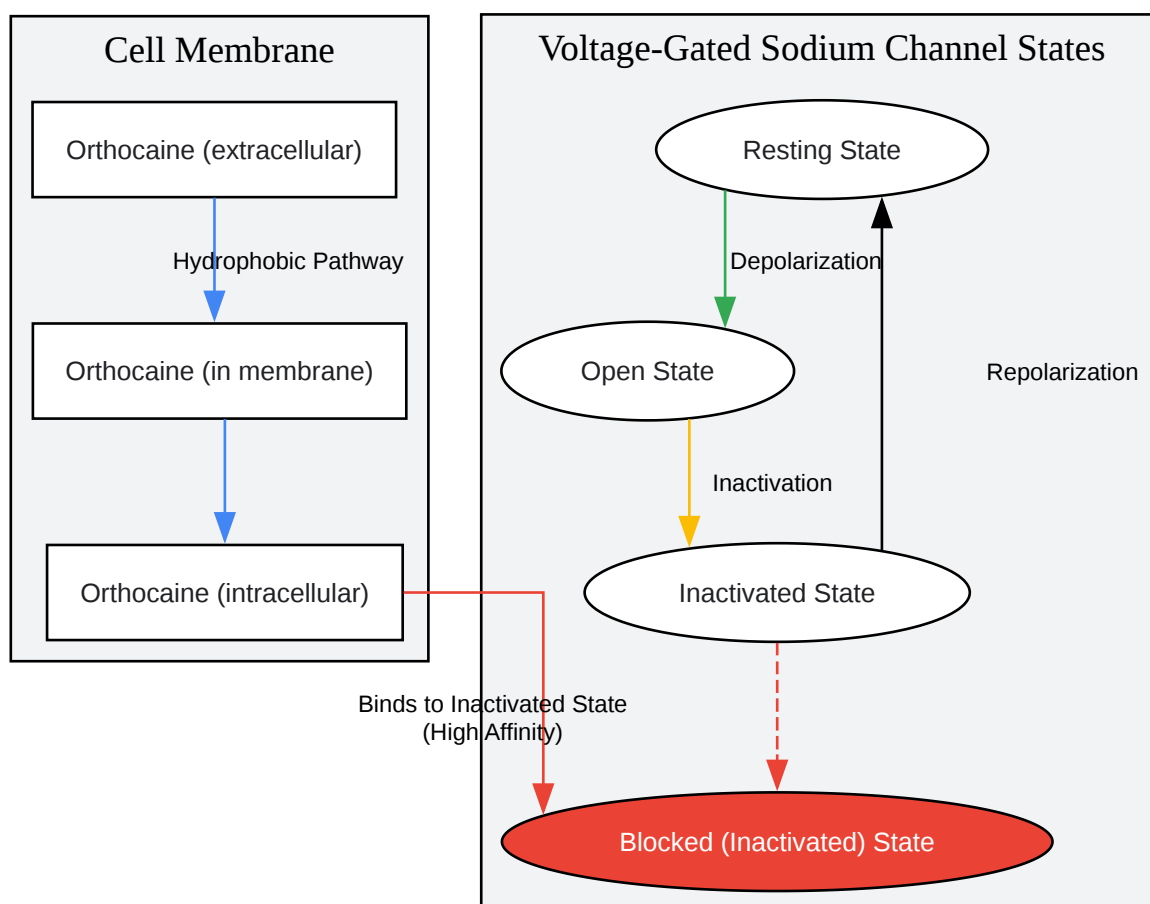 Cell Membrane
Orthocaine (extracellular)
Hydrophobic Pathway
Orthocaine (in membrane)
Orthocaine (intracellular)
Binds to Inactivated State
(High Affinity)
Voltage-Gated Sodium Channel States
Resting State
Depolarization
Open State
Repolarization
Inactivation
Inactivated State
Blocked (Inactivated) State